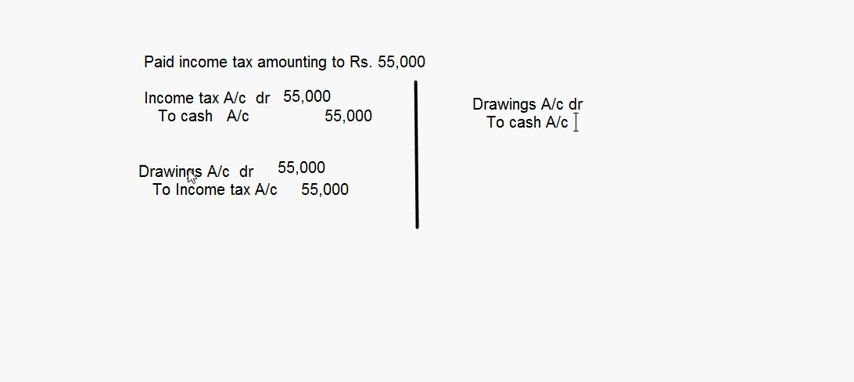 Paid income tax amounting to Rs. 55,000
Income tax A/c dr 55,000
To cash A/c 55,000
Drawings A/c dr 55,000
To Income tax A/c 55,000
Drawings A/c dr
To cash A/c